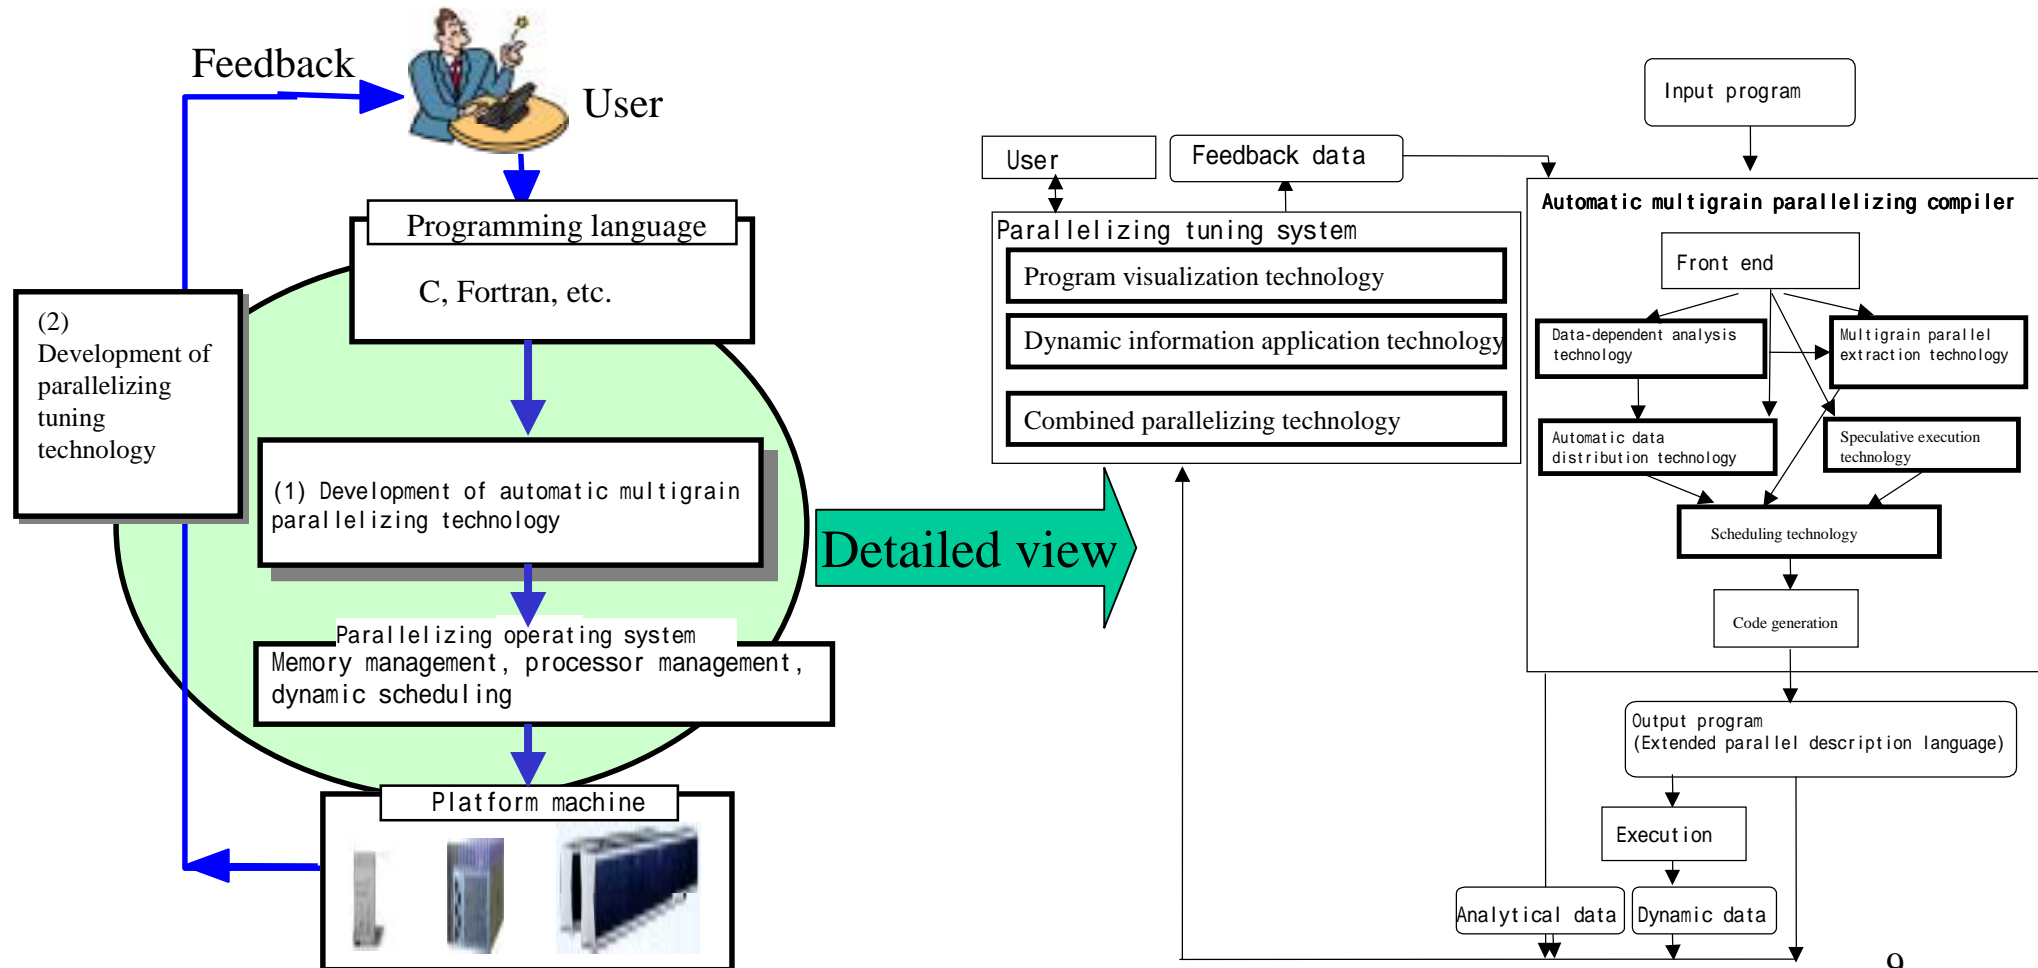 Feedback
User
Programming language
C, Fortran, etc.
(2)
Development of
parallelizing
tuning
technology
(1) Development of automatic multigrain
parallelizing technology
Parallelizing operating system
Memory management, processor management,
dynamic scheduling
Platform machine
Detailed view
Input program
User
Feedback data
Parallelizing tuning system
Program visualization technology
Dynamic information application technology
Combined parallelizing technology
Automatic multigrain parallelizing compiler
Front end
Data-dependent analysis
technology
Multigrain parallel
extraction technology
Automatic data
distribution technology
Speculative execution
technology
Scheduling technology
Code generation
Output program
(Extended parallel description language)
Execution
Analytical data
Dynamic data
9